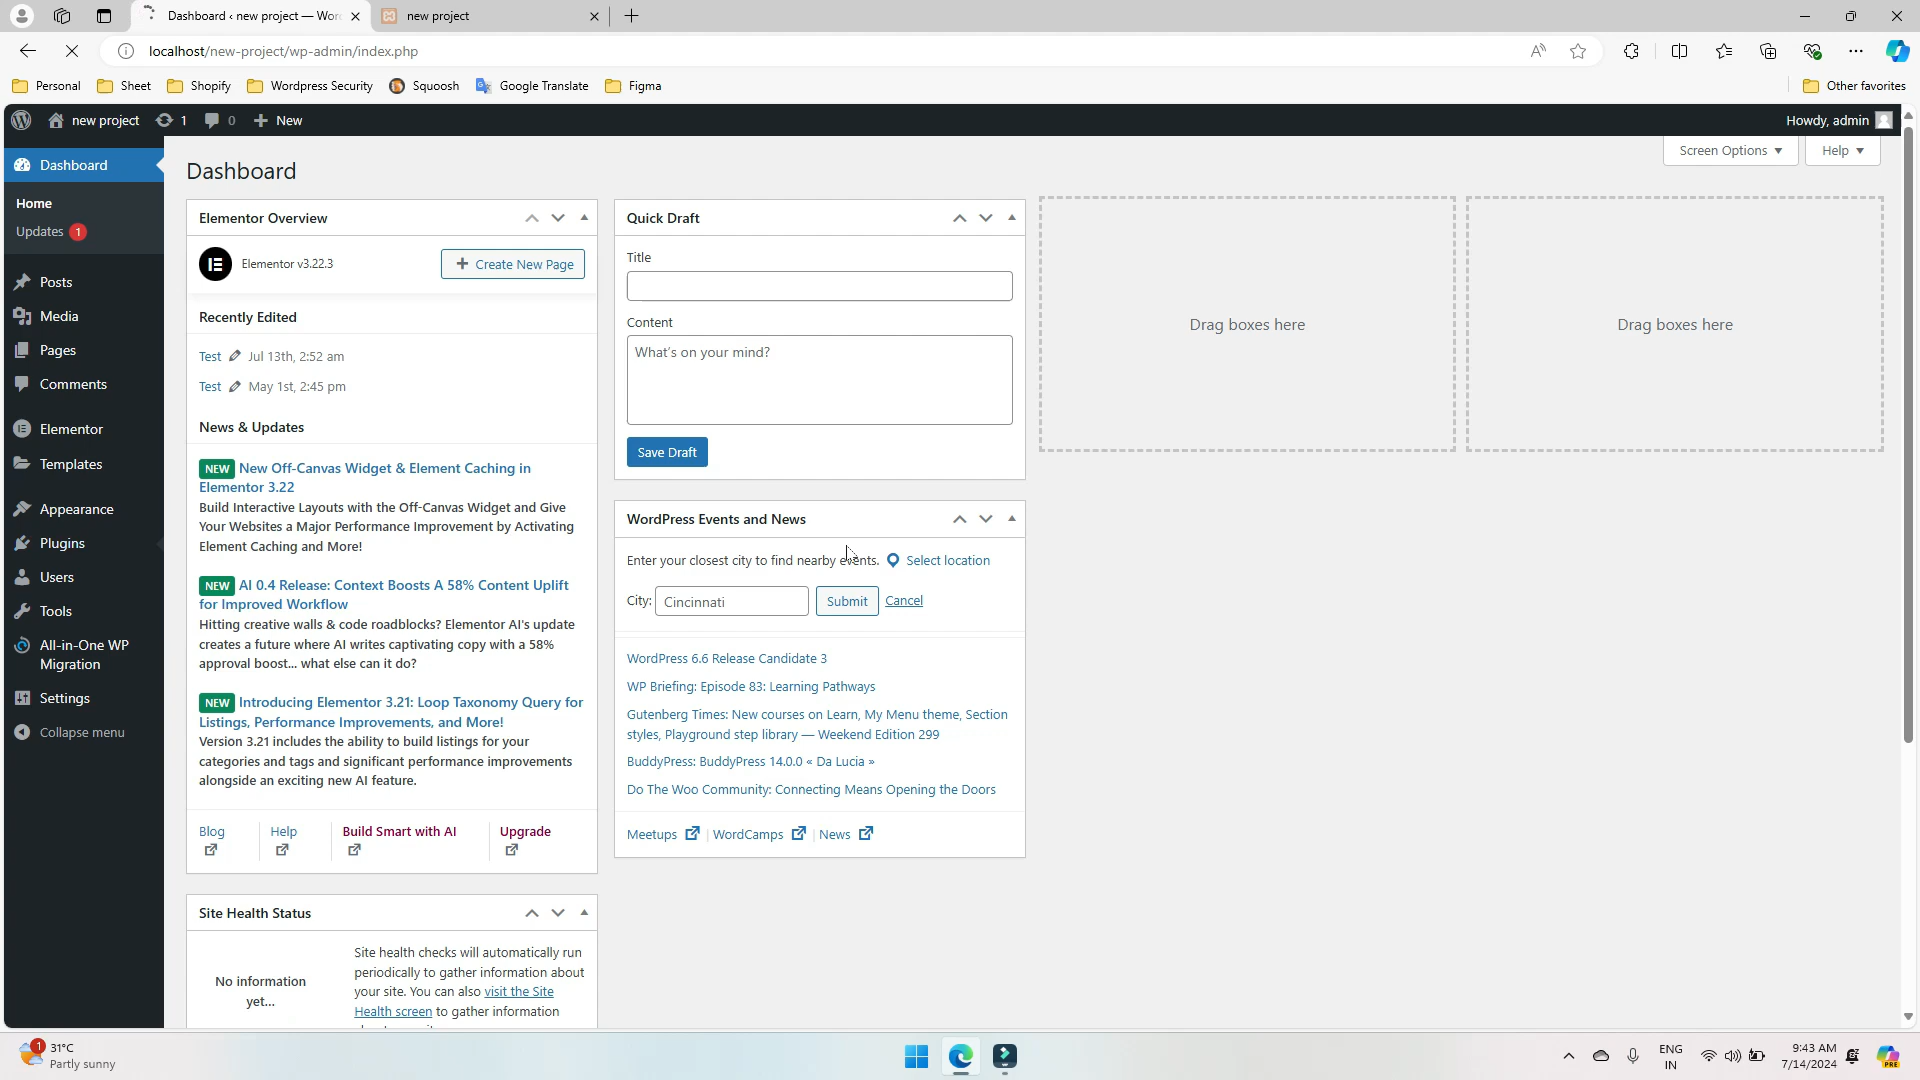 Dashboard ‹ new project — Wor
new project
localhost/new-project/wp-admin/index.php
Personal
Sheet
Shopify
Wordpress Security
Squoosh
Google Translate
Figma
Other favorites
new project
1
0
New
Howdy, admin
Dashboard
Home
Updates 1
Posts
Media
Pages
Comments
Elementor
Templates
Appearance
Plugins
Users
Tools
All-in-One WP
Migration
Settings
Collapse menu
Screen Options
Help
Dashboard
Elementor Overview
Elementor v3.22.3
Create New Page
Recently Edited
Test Jul 13th, 2:52 am
Test May 1st, 2:45 pm
News & Updates
NEW New Off-Canvas Widget & Element Caching in
Elementor 3.22
Build Interactive Layouts with the Off-Canvas Widget and Give
Your Websites a Major Performance Improvement by Activating
Element Caching and More!
NEW AI 0.4 Release: Context Boosts A 58% Content Uplift
for Improved Workflow
Hitting creative walls & code roadblocks? Elementor AI's update
creates a future where AI writes captivating copy with a 58%
approval boost... what else can it do?
NEW Introducing Elementor 3.21: Loop Taxonomy Query for
Listings, Performance Improvements, and More!
Version 3.21 includes the ability to build listings for your
categories and tags and significant performance improvements
alongside an exciting new AI feature.
Blog
Help
Build Smart with AI
Upgrade
Site Health Status
No information
yet...
Site health checks will automatically run
periodically to gather information about
your site. You can also visit the Site
Health screen to gather information
Quick Draft
Title
Content
What's on your mind?
Save Draft
WordPress Events and News
Enter your closest city to find nearby events. Select location
City: Cincinnati Submit Cancel
WordPress 6.6 Release Candidate 3
WP Briefing: Episode 83: Learning Pathways
Gutenberg Times: New courses on Learn, My Menu theme, Section
styles, Playground step library — Weekend Edition 299
BuddyPress: BuddyPress 14.0.0 « Da Lucia »
Do The Woo Community: Connecting Means Opening the Doors
Meetups | WordCamps | News
Drag boxes here
Drag boxes here
1
31°C
Partly sunny
ENG
IN
9:43 AM
7/14/2024
PRE